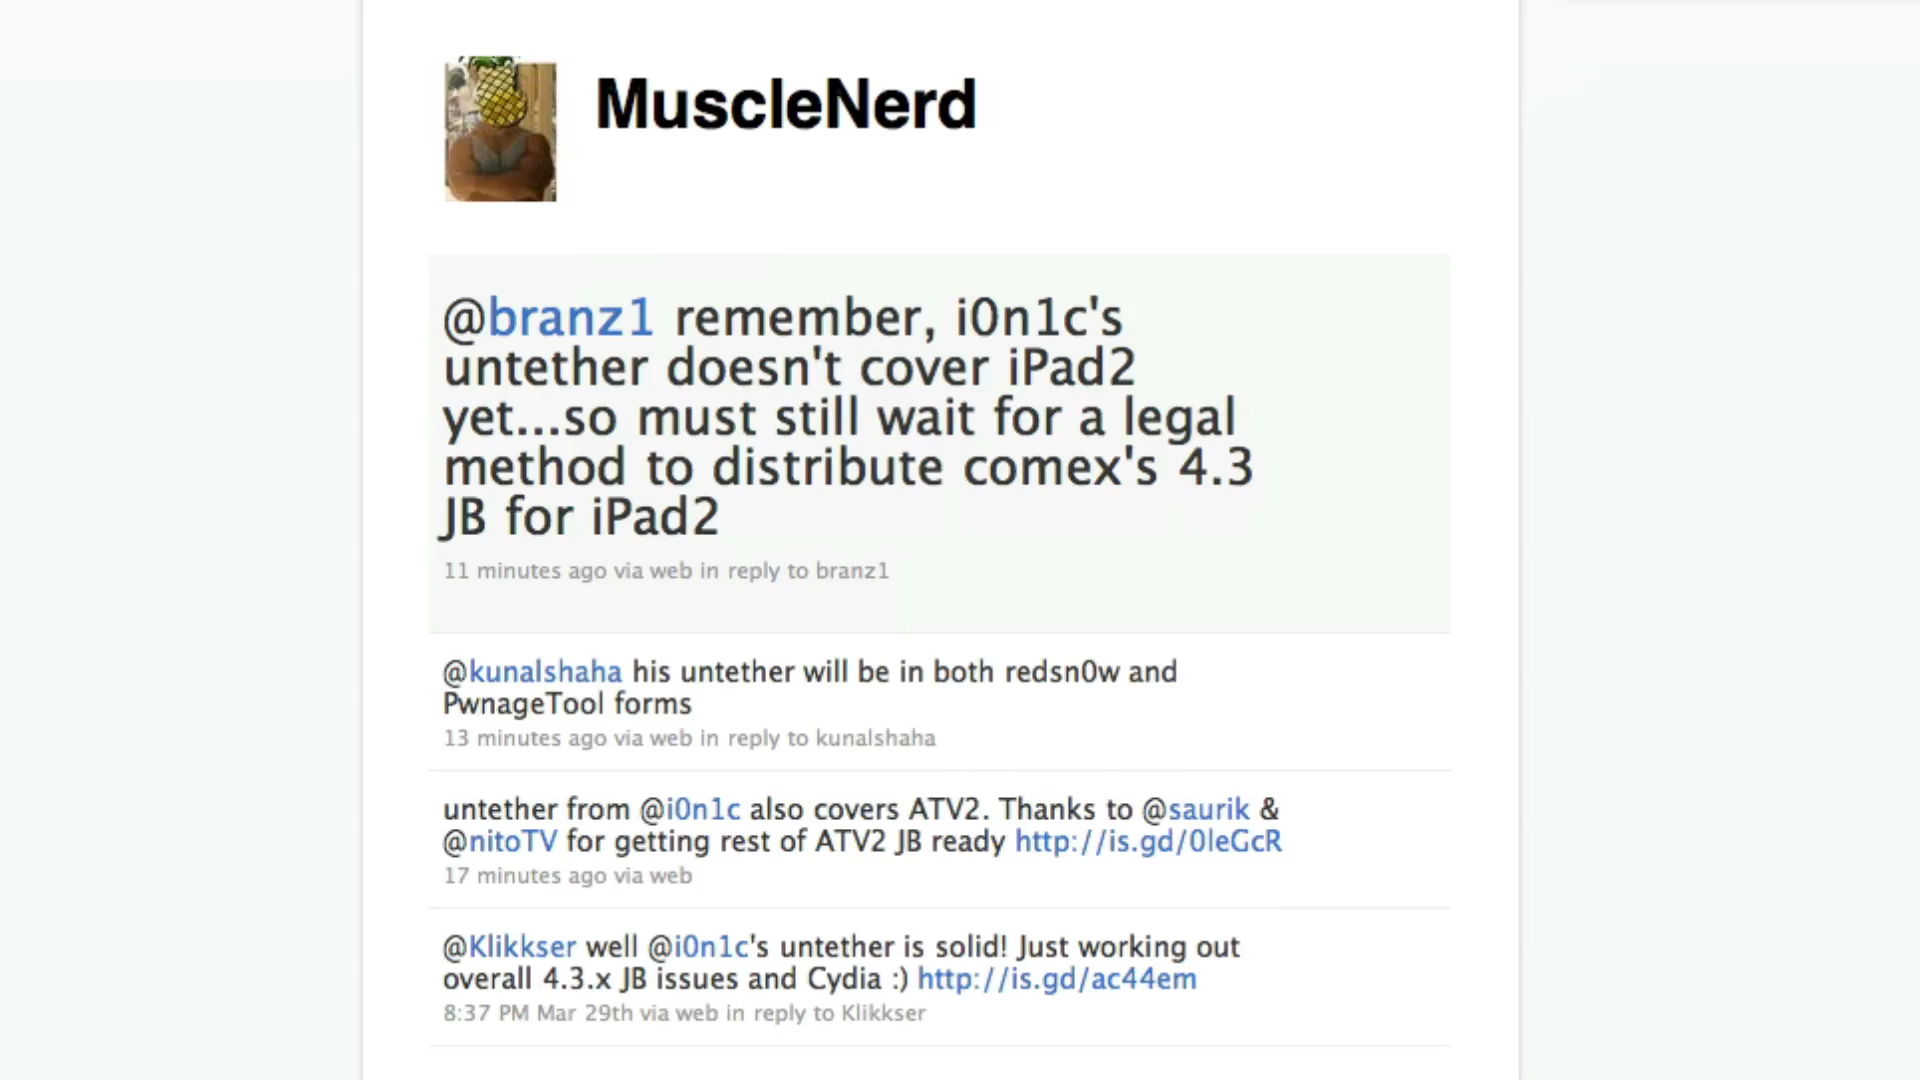 MuscleNerd
@branz1 remember, i0n1c's
untether doesn't cover iPad2
yet...so must still wait for a legal
method to distribute comex's 4.3
JB for iPad2
11 minutes ago via web in reply to branz1
@kunalshaha his untether will be in both redsn0w and
PwnageTool forms
13 minutes ago via web in reply to kunalshaha
untether from @i0n1c also covers ATV2. Thanks to @saurik &
@nitoTV for getting rest of ATV2 JB ready http://is.gd/0leGcR
17 minutes ago via web
@Klikkser well @i0n1c's untether is solid! Just working out
overall 4.3.x JB issues and Cydia :) http://is.gd/ac44em
8:37 PM Mar 29th via web in reply to Klikkser